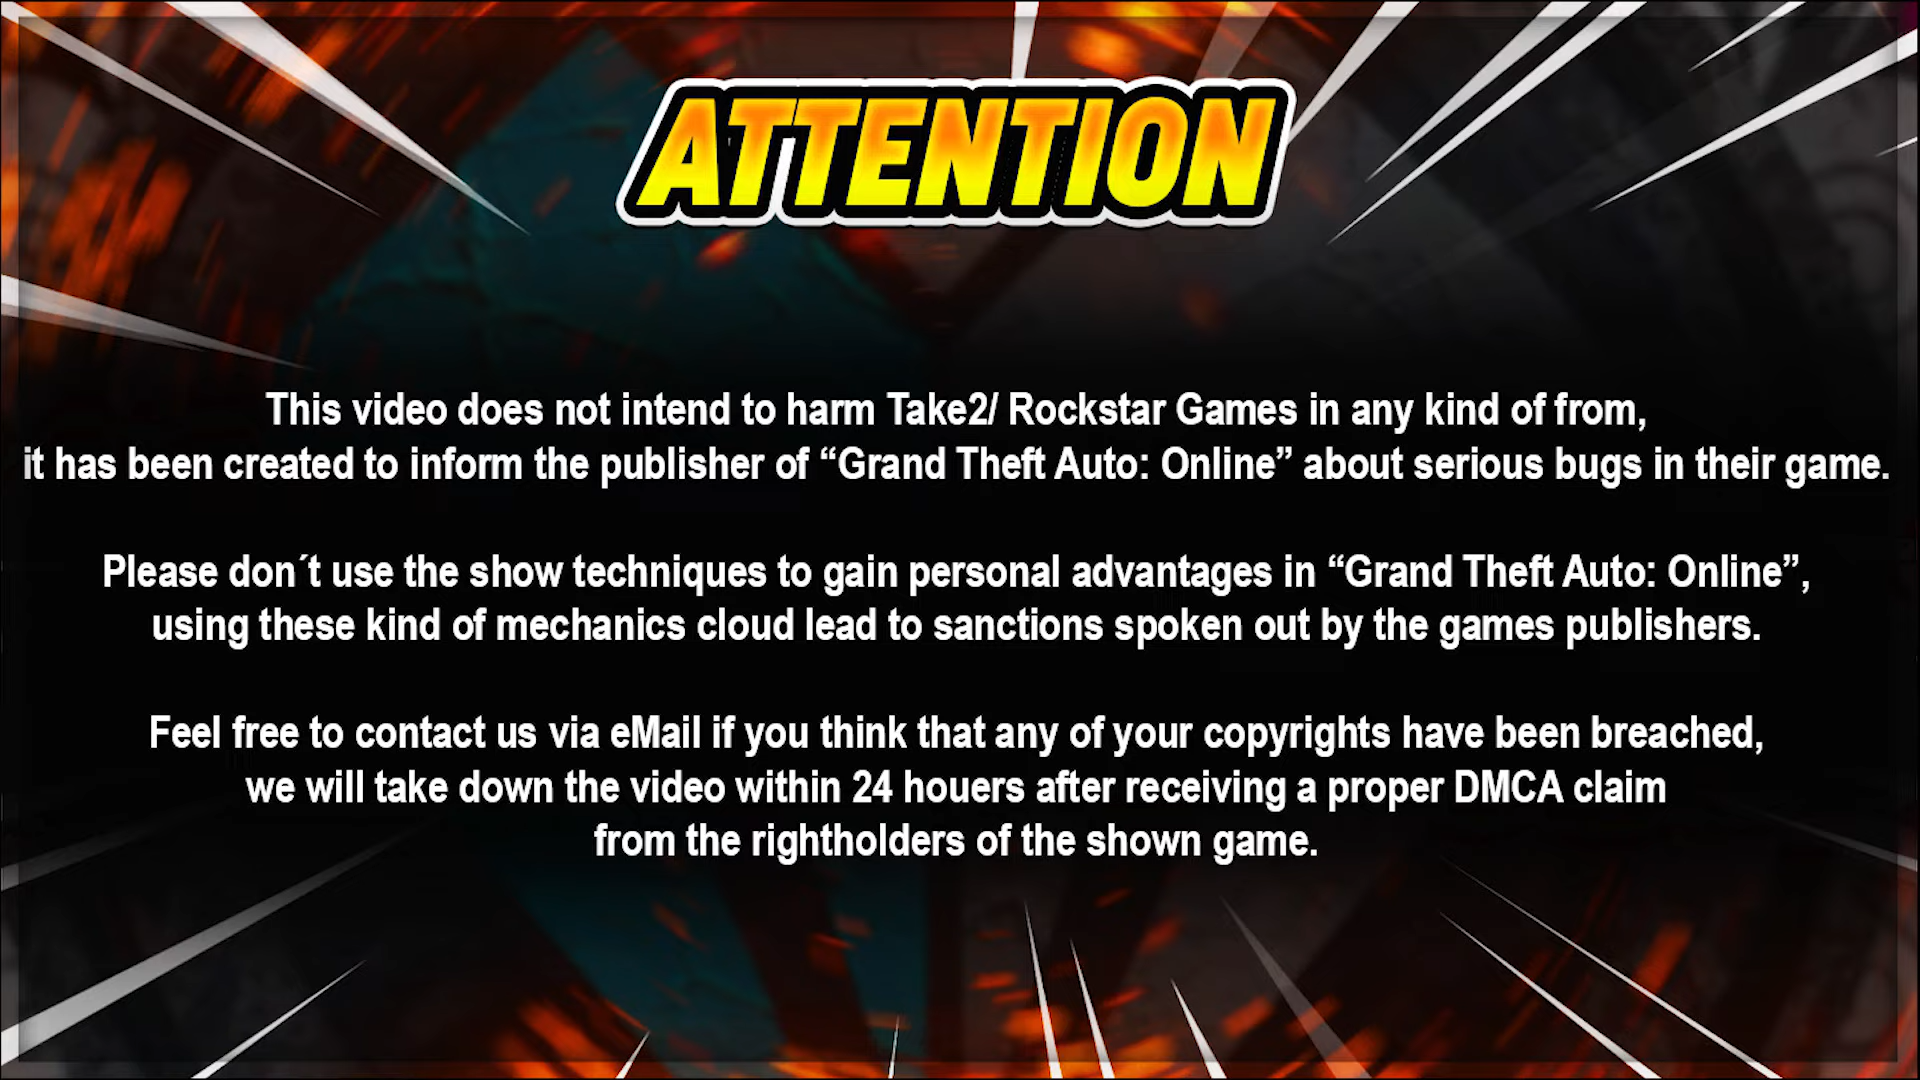 ATTENTION
This video does not intend to harm Take2/ Rockstar Games in any kind of from,
it has been created to inform the publisher of “Grand Theft Auto: Online” about serious bugs in their game.
Please don´t use the show techniques to gain personal advantages in “Grand Theft Auto: Online”,
using these kind of mechanics cloud lead to sanctions spoken out by the games publishers.
Feel free to contact us via eMail if you think that any of your copyrights have been breached,
we will take down the video within 24 houers after receiving a proper DMCA claim
from the rightholders of the shown game.